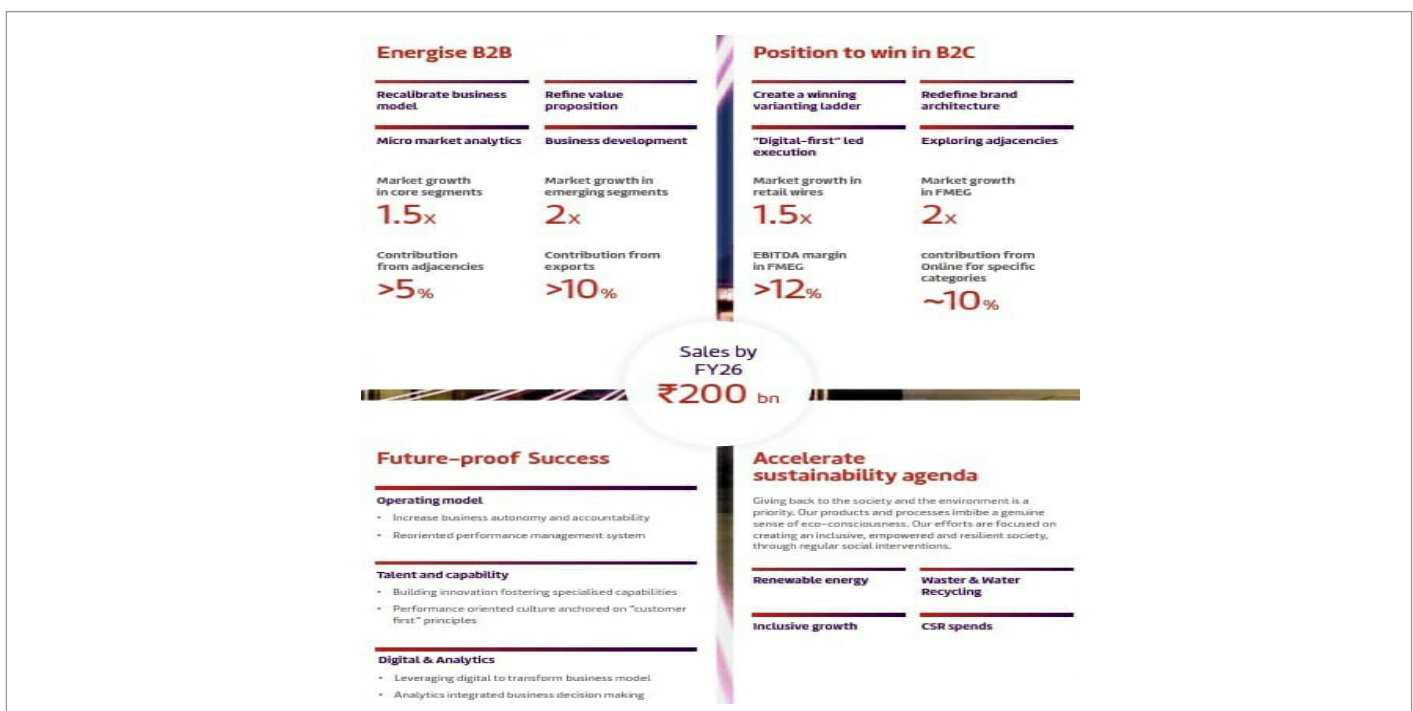 Energise B2B
Recalibrate business
model
Refine value
proposition
Micro market analytics
Business development
Market growth
in core segments
1.5x
Market growth in
emerging segments
2x
Contribution
from adjacencies
>5%
Contribution from
exports
>10%
Position to win in B2C
Create a winning
varianting ladder
Redefine brand
architecture
"Digital-first" led
execution
Exploring adjacencies
Market growth in
retail wires
1.5x
Market growth
in FMEG
2x
EBITDA margin
in FMEG
>12%
contribution from
Online for specific
categories
~10%
Sales by
FY26
₹200 bn
Future-proof Success
Operating model
• Increase business autonomy and accountability
• Reoriented performance management system
Talent and capability
• Building innovation fostering specialised capabilities
• Performance oriented culture anchored on "customer
first" principles
Digital & Analytics
• Leveraging digital to transform business model
• Analytics integrated business decision making
Accelerate
sustainability agenda
Giving back to the society and the environment is a
priority. Our products and processes imbibe a genuine
sense of eco-consciousness. Our efforts are focused on
creating an inclusive, empowered and resilient society,
through regular social interventions.
Renewable energy
Waster & Water
Recycling
Inclusive growth
CSR spends